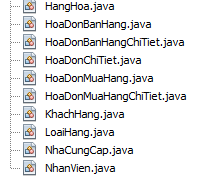 HangHoa.java
HoaDonBanHang.java
HoaDonBanHangChiTiet.java
HoaDonChiTiet.java
HoaDonMuaHang.java
HoaDonMuaHangChiTiet.java
KhachHang.java
LoaiHang.java
NhaCungCap.java
NhanVien.java